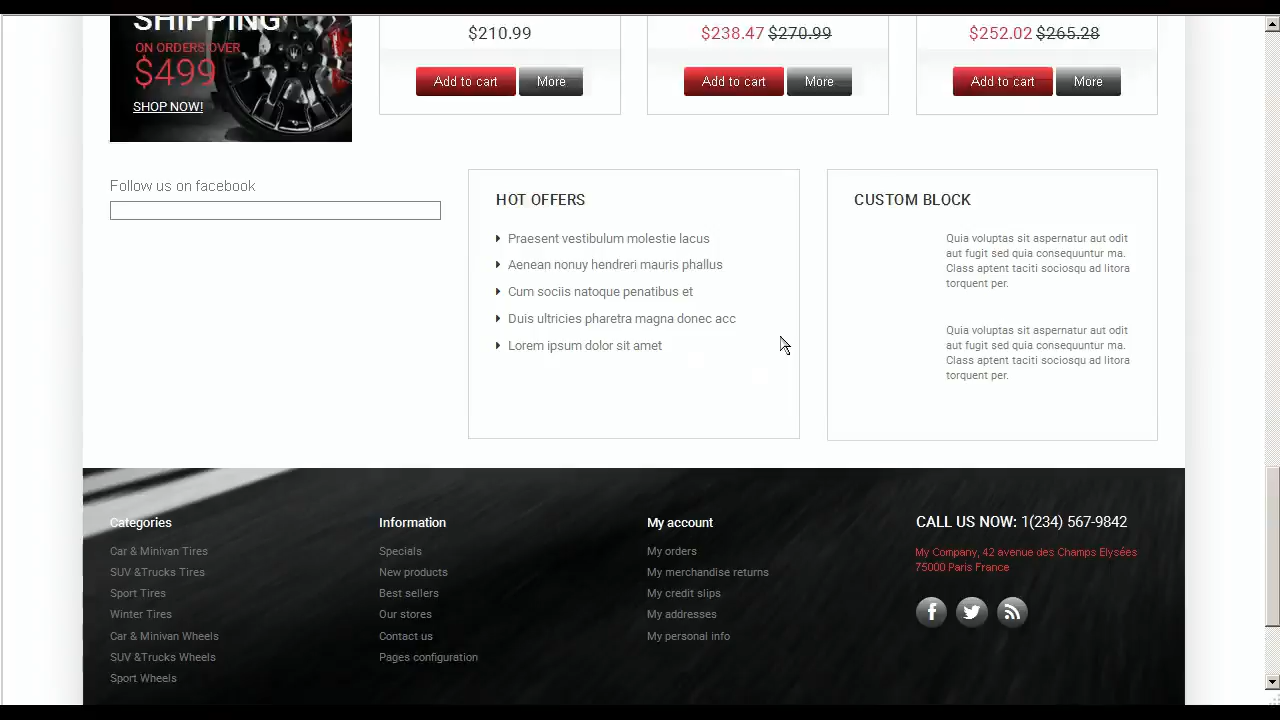 SHIPPING
ON ORDERS OVER
$499
SHOP NOW!
$210.99
Add to cart More
$238.47 $270.99
Add to cart More
$252.02 $265.28
Add to cart More
Follow us on facebook
HOT OFFERS
Praesent vestibulum molestie lacus
Aenean nonuy hendreri mauris phallus
Cum sociis natoque penatibus et
Duis ultricies pharetra magna donec acc
Lorem ipsum dolor sit amet
CUSTOM BLOCK
Quia voluptas sit aspernatur aut odit
aut fugit sed quia consequuntur ma.
Class aptent taciti sociosqu ad litora
torquent per.
Quia voluptas sit aspernatur aut odit
aut fugit sed quia consequuntur ma.
Class aptent taciti sociosqu ad litora
torquent per.
Categories
Car & Minivan Tires
SUV &Trucks Tires
Sport Tires
Winter Tires
Car & Minivan Wheels
SUV &Trucks Wheels
Sport Wheels
Information
Specials
New products
Best sellers
Our stores
Contact us
Pages configuration
My account
My orders
My merchandise returns
My credit slips
My addresses
My personal info
CALL US NOW: 1(234) 567-9842
My Company, 42 avenue des Champs Elysées
75000 Paris France